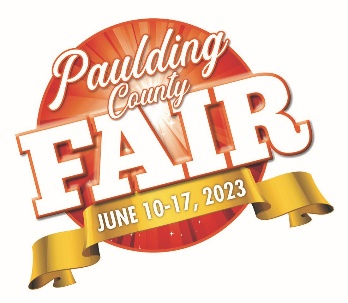 Paulding
County
FAIR
JUNE 10-17, 2023